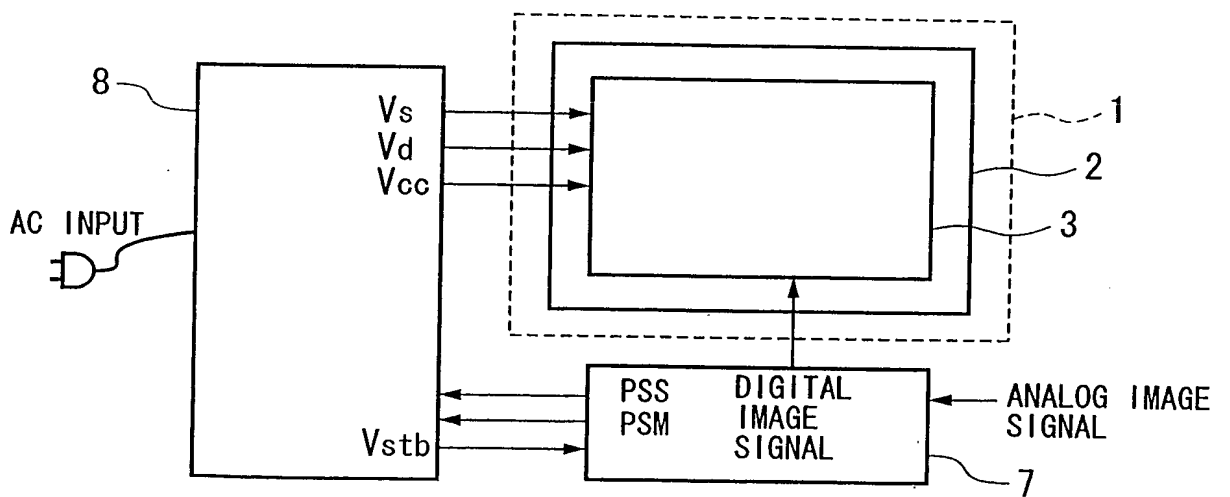 8
Vs
Vd
Vcc
1
2
3
AC INPUT
PSS
PSM
Vstb
DIGITAL
IMAGE
SIGNAL
ANALOG IMAGE
SIGNAL
7